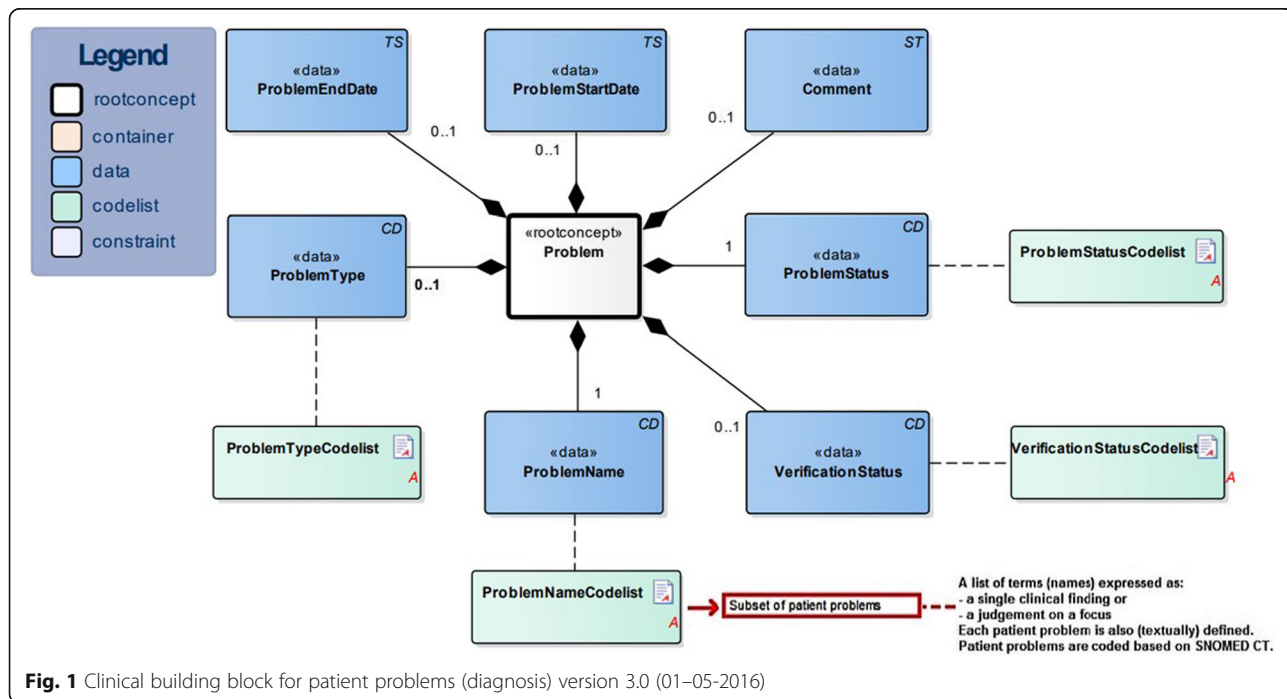 Legend
rootconcept
container
data
codelist
constraint
TS
«data»
ProblemEndDate
0..1
TS
«data»
ProblemStartDate
0..1
ST
«data»
Comment
0..1
CD
«data»
ProblemType
0..1
«rootconcept»
Problem
1
CD
«data»
ProblemStatus
ProblemStatusCodelist
A
1
0..1
ProblemTypeCodelist
A
CD
«data»
ProblemName
CD
«data»
VerificationStatus
VerificationStatusCodelist
A
ProblemNameCodelist
A
Subset of patient problems
A list of terms (names) expressed as:
- a single clinical finding or
- a judgement on a focus
Each patient problem is also (textually) defined.
Patient problems are coded based on SNOMED CT.
Fig. 1 Clinical building block for patient problems (diagnosis) version 3.0 (01–05-2016)